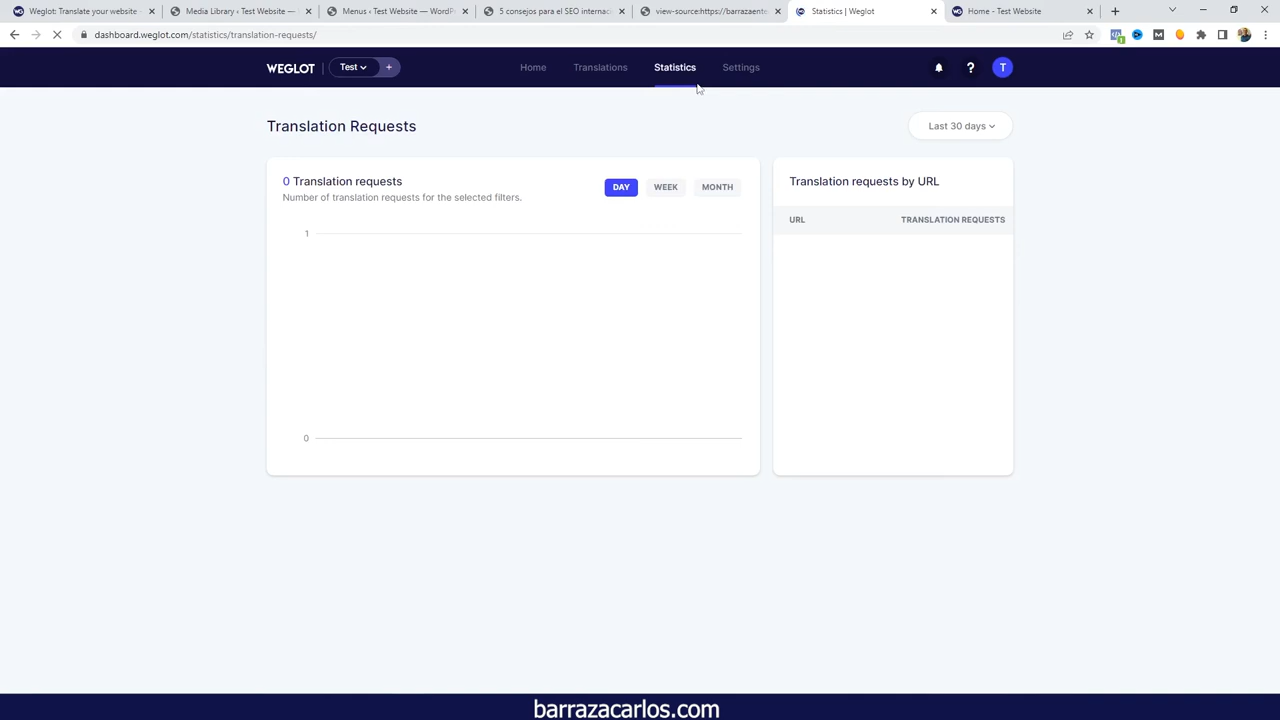 Weglot: Translate your website
Media Library ‹ Test Website —
Menus ‹ Test Website — WordP
5 consejos para el SEO internaci
view-source:https://barrazaente
Statistics | Weglot
Home - Test Website
dashboard.weglot.com/statistics/translation-requests/
WEGLOT
Test
+
Home
Translations
Statistics
Settings
?
T
Translation Requests
Last 30 days
0 Translation requests
Number of translation requests for the selected filters.
DAY
WEEK
MONTH
1
0
Translation requests by URL
URL
TRANSLATION REQUESTS
barrazacarlos.com